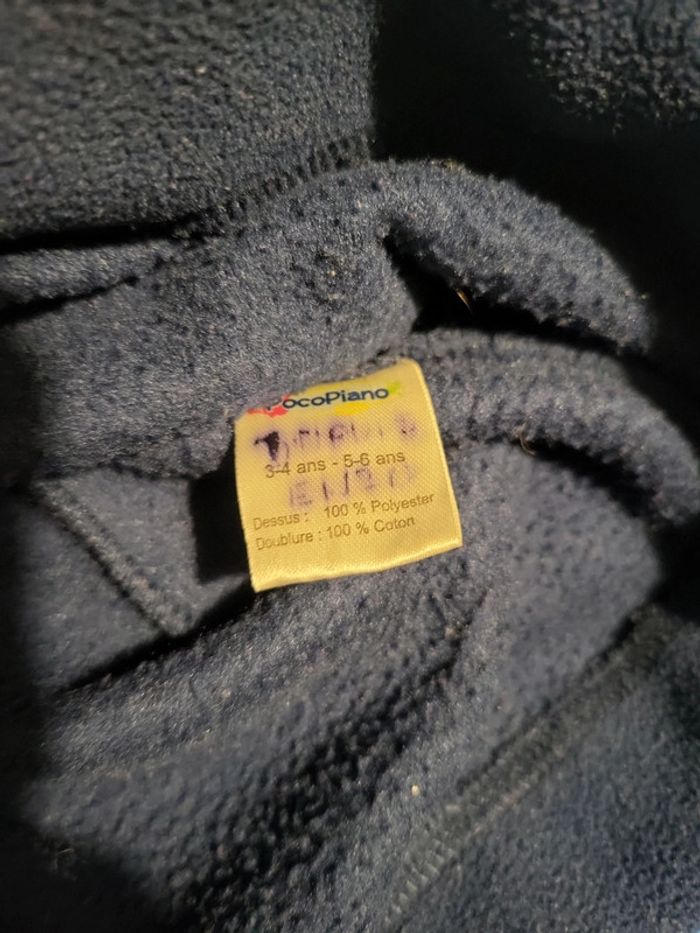 PocoPiano
3-4 ans - 5-6 ans
Dessus : 100 % Polyester
Doublure : 100 % Coton